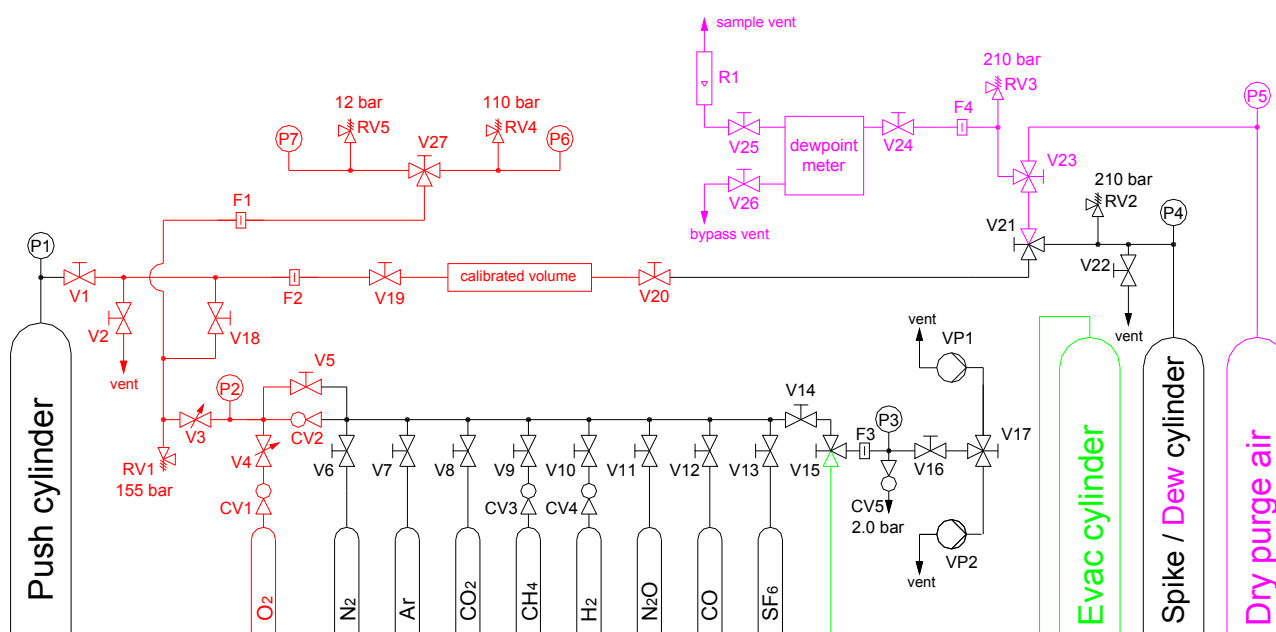 sample vent
R1
210 bar
RV3
F4
P5
12 bar
RV5
110 bar
RV4
P7
V27
P6
V25
dewpoint
meter
V24
V23
V26
bypass vent
210 bar
RV2
P4
V21
V22
vent
F1
P1
V1
V2
vent
V18
F2
V19
calibrated volume
V20
V5
P2
V3
CV2
V4
RV1
155 bar
CV1
V6
V7
V8
V9
V10
V11
V12
V13
CV3
CV4
V14
V15
F3
P3
V16
V17
CV5
2.0 bar
vent
VP1
VP2
vent
Push cylinder
O₂
N₂
Ar
CO₂
CH₄
H₂
N₂O
CO
SF₆
Evac cylinder
Spike / Dew cylinder
Dry purge air